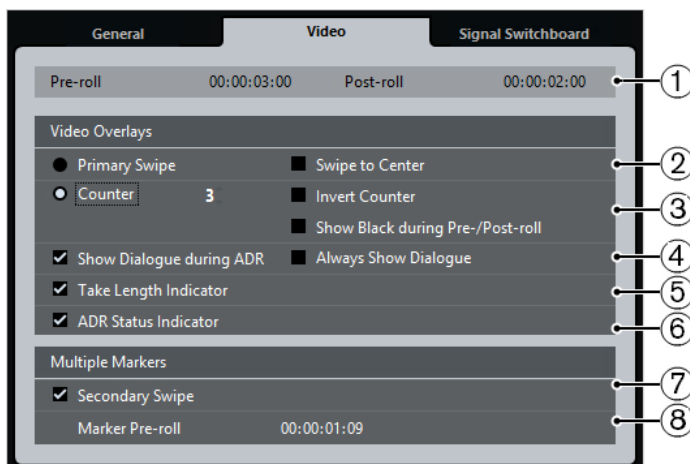 General Video Signal Switchboard
Pre-roll 00:00:03:00 Post-roll 00:00:02:00 1
Video Overlays
Primary Swipe Swipe to Center 2
Counter 3 Invert Counter 3
Show Black during Pre-/Post-roll
Show Dialogue during ADR Always Show Dialogue 4
Take Length Indicator 5
ADR Status Indicator 6
Multiple Markers
Secondary Swipe 7
Marker Pre-roll 00:00:01:09 8